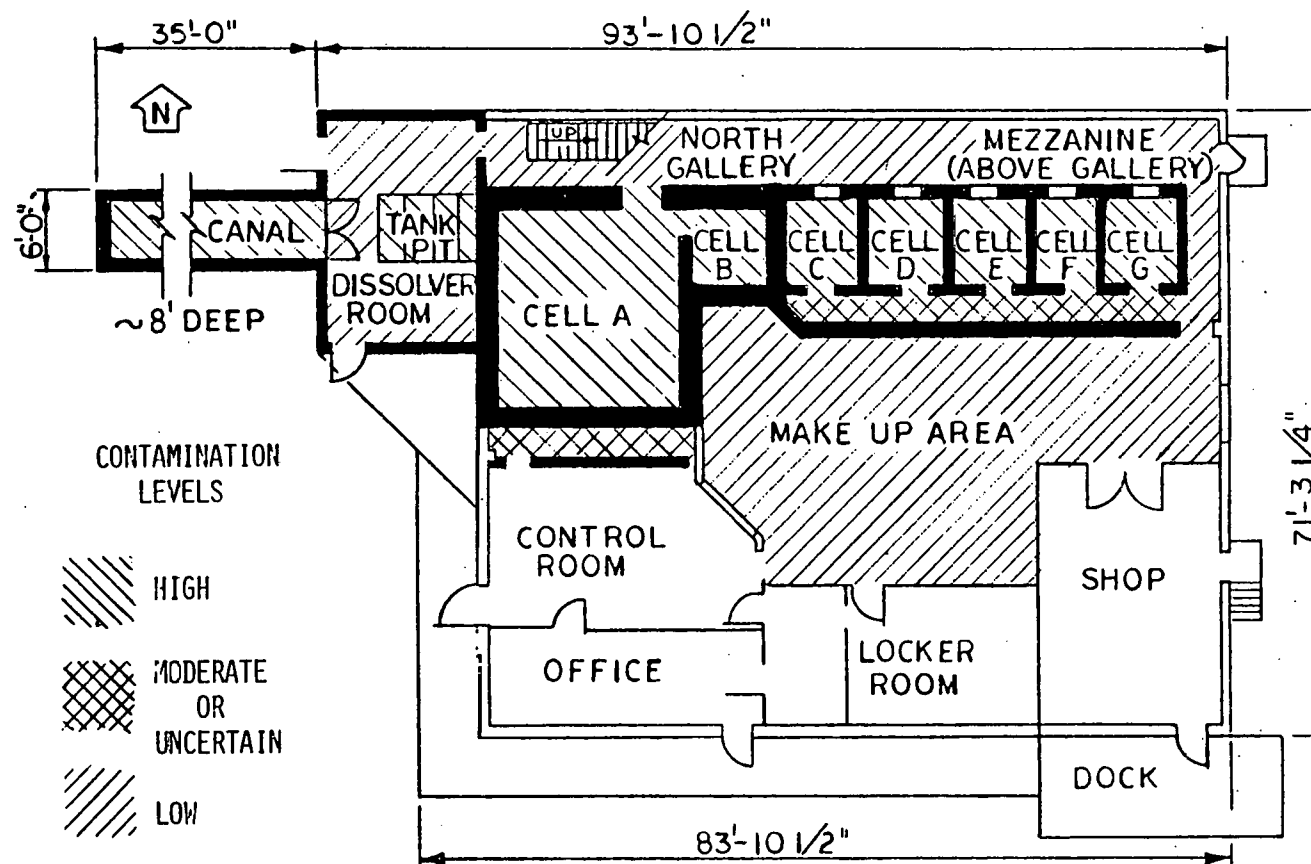 35'-0"
93'-10 1/2"
N
UP
11
NORTH
GALLERY
MEZZANINE
(ABOVE GALLERY)
6'-0"
CANAL
TANK
PIT
CELL
B
CELL
C
CELL
D
CELL
E
CELL
F
CELL
G
DISSOLVER
ROOM
~8' DEEP
CELL A
MAKE UP AREA
71'-3 1/4"
CONTAMINATION
LEVELS
HIGH
MODERATE
OR
UNCERTAIN
LOW
CONTROL
ROOM
SHOP
OFFICE
LOCKER
ROOM
DOCK
83'-10 1/2"